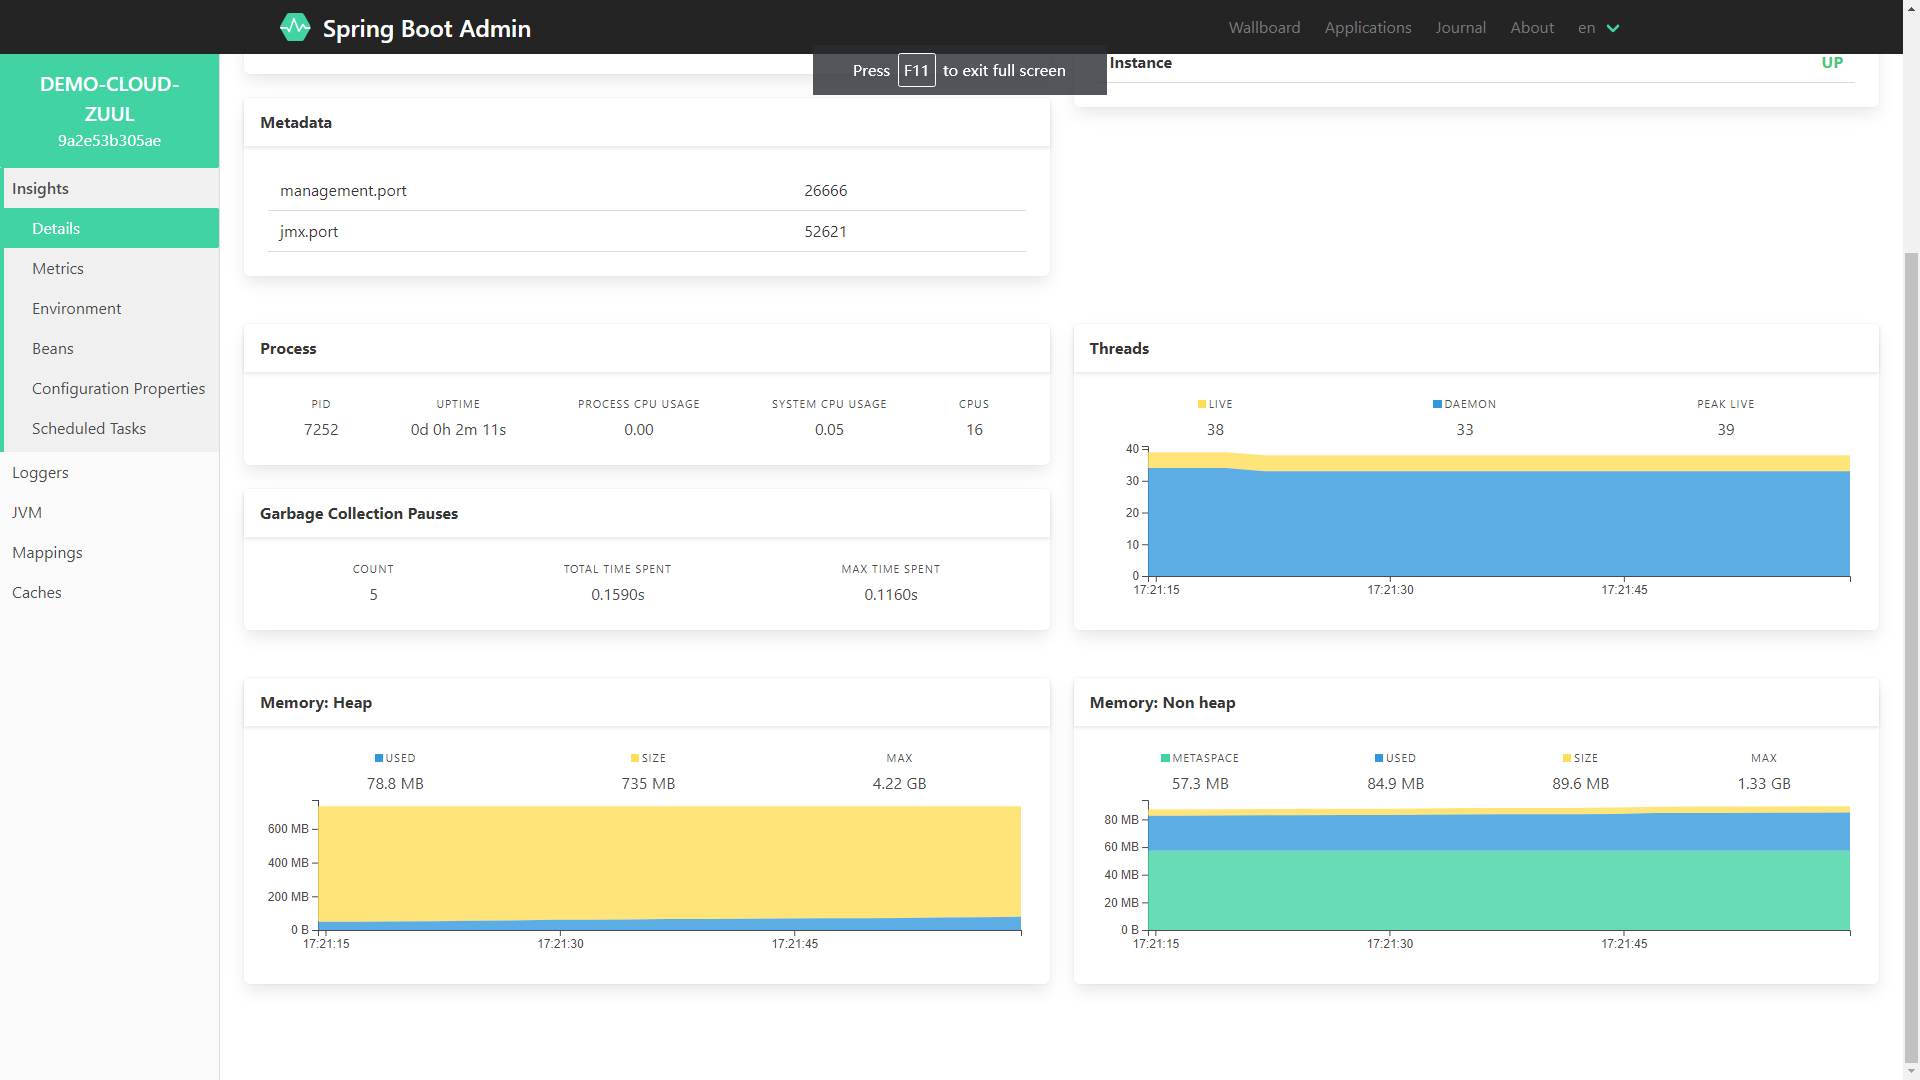 Spring Boot Admin
Wallboard Applications Journal About en
Press F11 to exit full screen
DEMO-CLOUD-
ZUUL
9a2e53b305ae
Insights
Details
Metrics
Environment
Beans
Configuration Properties
Scheduled Tasks
Loggers
JVM
Mappings
Caches
Instance UP
Metadata
management.port 26666
jmx.port 52621
Process
PID UPTIME PROCESS CPU USAGE SYSTEM CPU USAGE CPUS
7252 0d 0h 2m 11s 0.00 0.05 16
Garbage Collection Pauses
COUNT TOTAL TIME SPENT MAX TIME SPENT
5 0.1590s 0.1160s
Threads
LIVE DAEMON PEAK LIVE
38 33 39
40
30
20
10
0
17:21:15 17:21:30 17:21:45
Memory: Heap
USED SIZE MAX
78.8 MB 735 MB 4.22 GB
600 MB
400 MB
200 MB
0 B
17:21:15 17:21:30 17:21:45
Memory: Non heap
METASPACE USED SIZE MAX
57.3 MB 84.9 MB 89.6 MB 1.33 GB
80 MB
60 MB
40 MB
20 MB
0 B
17:21:15 17:21:30 17:21:45